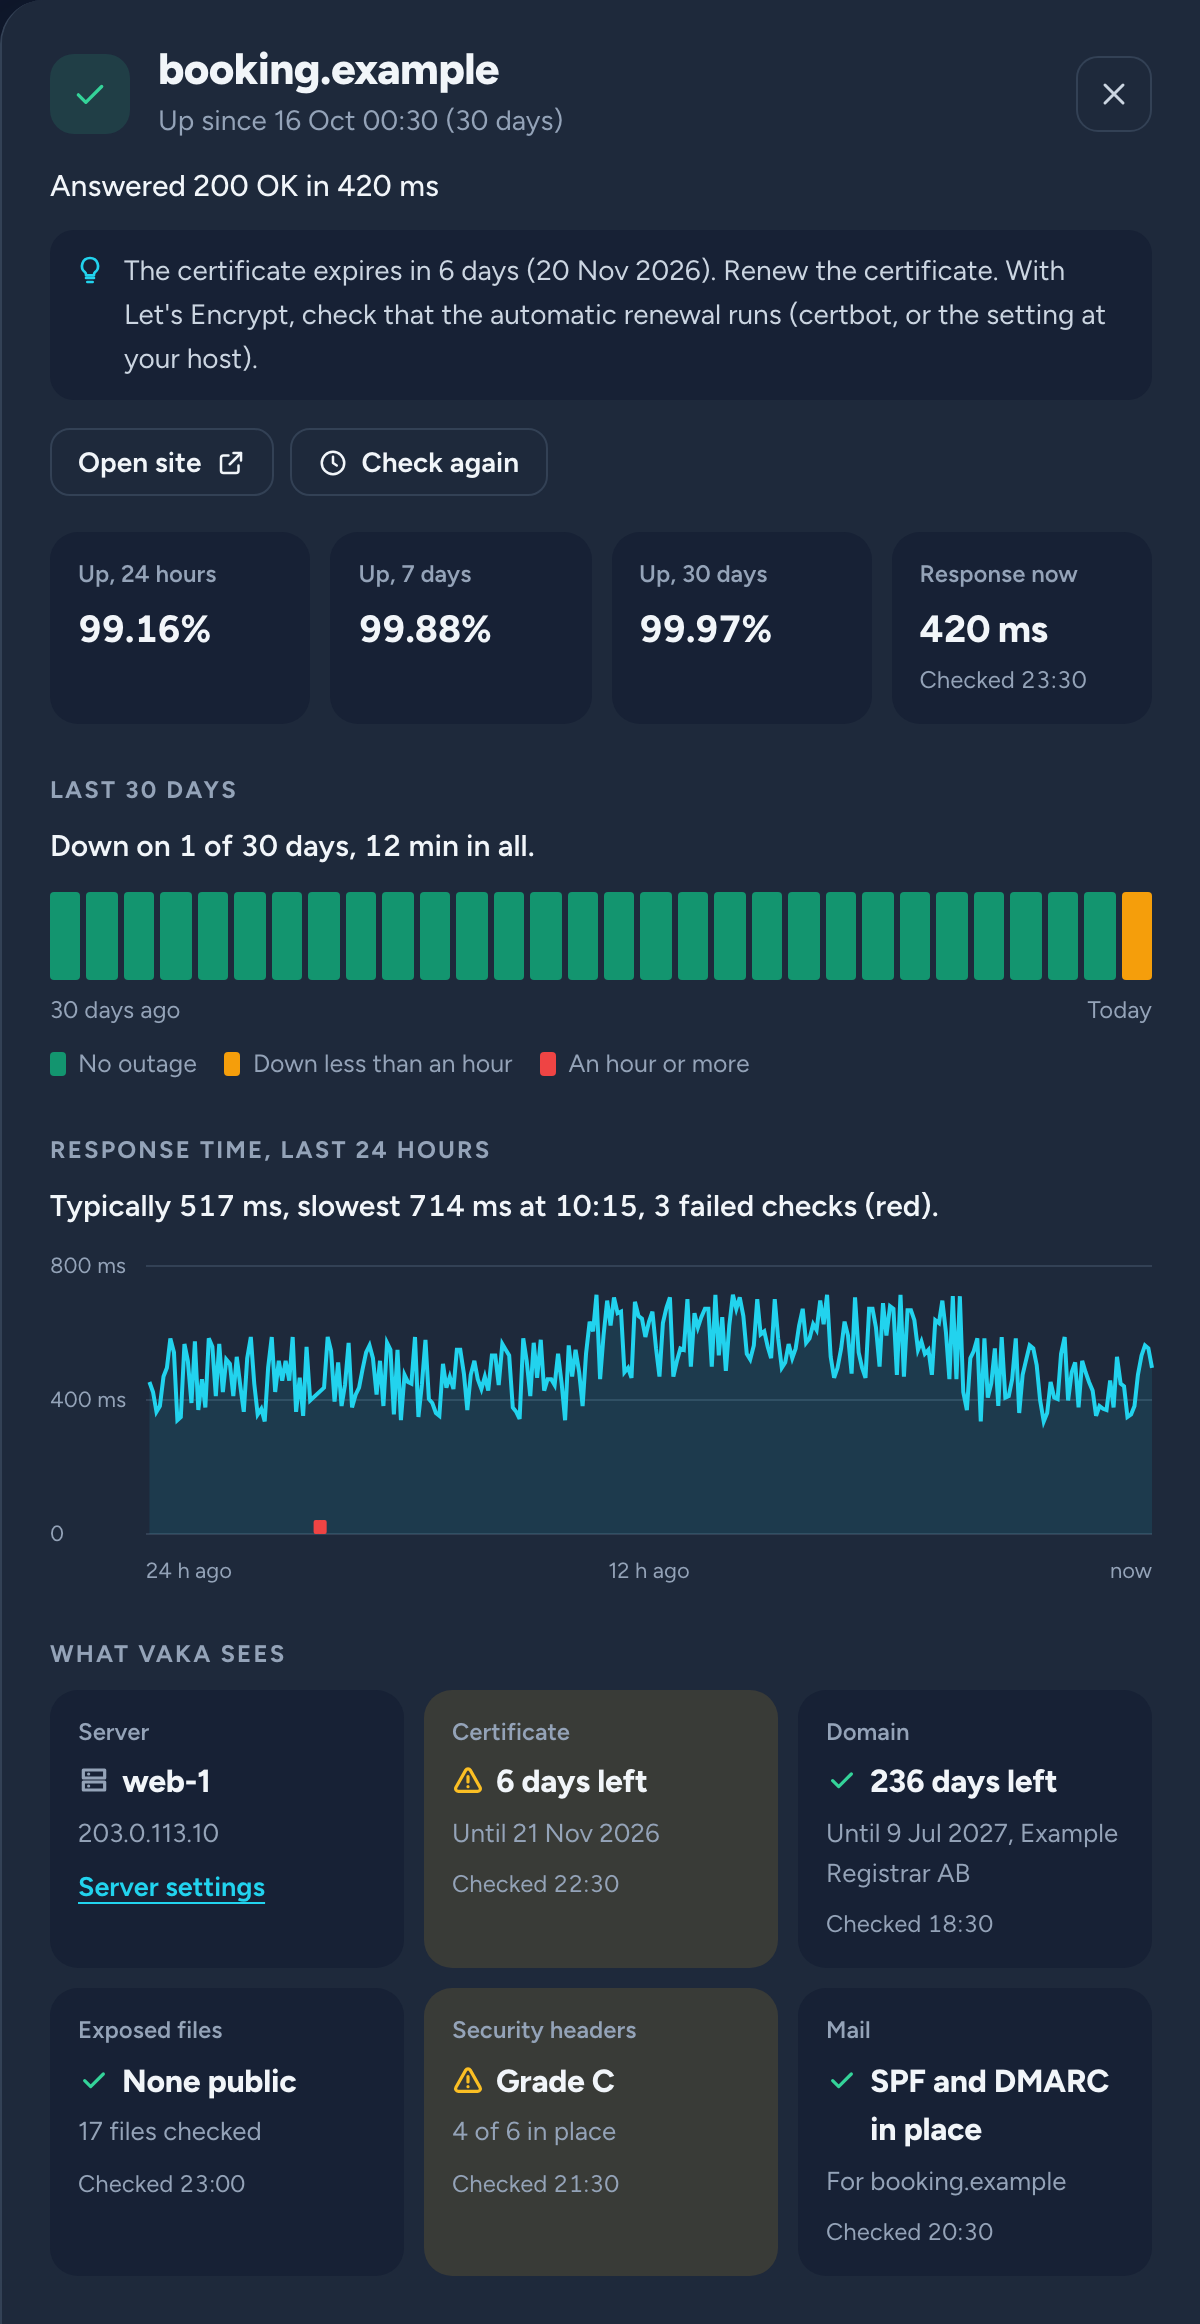 booking.example
Up since 16 Oct 00:30 (30 days)
Answered 200 OK in 420 ms
The certificate expires in 6 days (20 Nov 2026). Renew the certificate. With
Let's Encrypt, check that the automatic renewal runs (certbot, or the setting at
your host).
Open site
Check again
Up, 24 hours
99.16%
Up, 7 days
99.88%
Up, 30 days
99.97%
Response now
420 ms
Checked 23:30
LAST 30 DAYS
Down on 1 of 30 days, 12 min in all.
30 days ago
Today
No outage
Down less than an hour
An hour or more
RESPONSE TIME, LAST 24 HOURS
Typically 517 ms, slowest 714 ms at 10:15, 3 failed checks (red).
800 ms
400 ms
0
24 h ago
12 h ago
now
WHAT VAKA SEES
Server
web-1
203.0.113.10
Server settings
Certificate
6 days left
Until 21 Nov 2026
Checked 22:30
Domain
236 days left
Until 9 Jul 2027, Example
Registrar AB
Checked 18:30
Exposed files
None public
17 files checked
Checked 23:00
Security headers
Grade C
4 of 6 in place
Checked 21:30
Mail
SPF and DMARC
in place
For booking.example
Checked 20:30